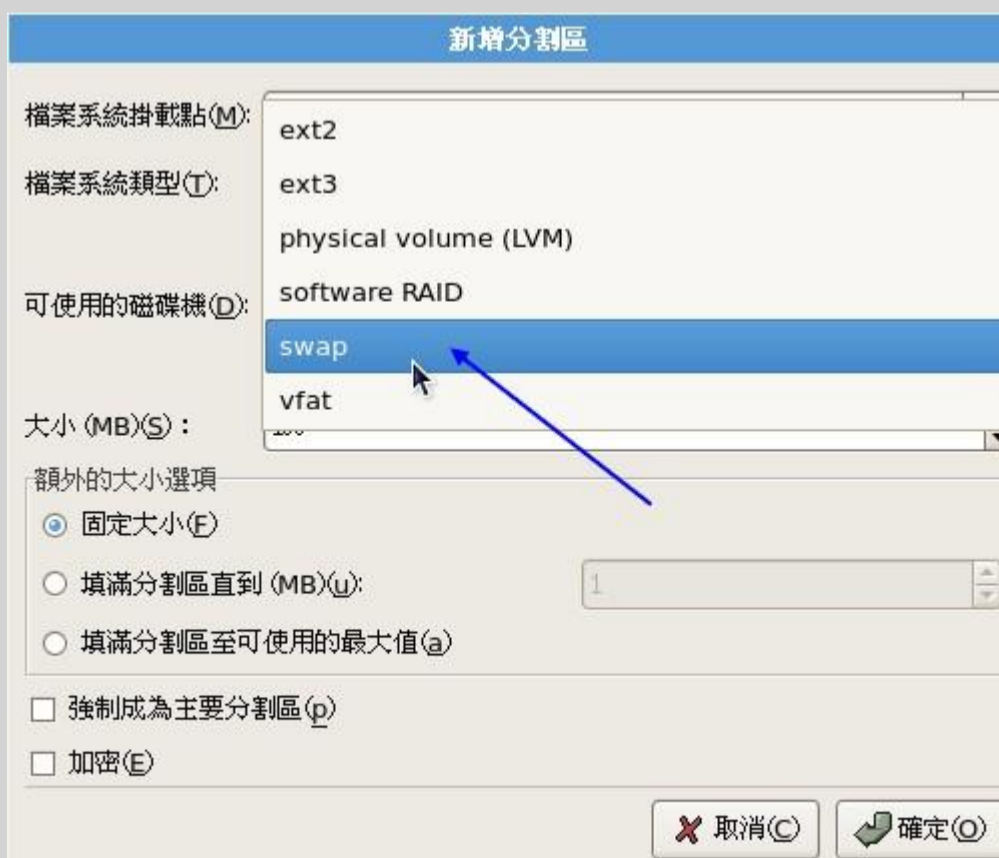 新增分割區
檔案系統掛載點(M):
ext2
檔案系統類型(T):
ext3
physical volume (LVM)
可使用的磁碟機(D):
software RAID
swap
vfat
大小 (MB)(S)：
額外的大小選項
固定大小(F)
填滿分割區直到 (MB)(u):
1
填滿分割區至可使用的最大值(a)
強制成為主要分割區(p)
加密(E)
取消(C)
確定(O)